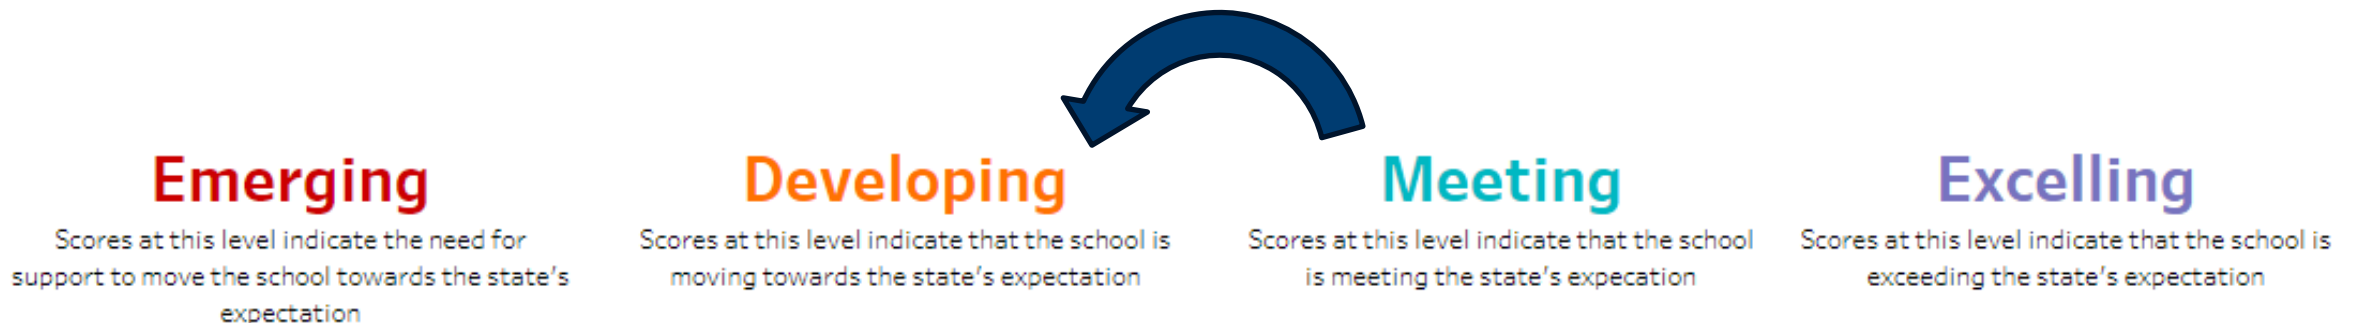 Emerging
Scores at this level indicate the need for
support to move the school towards the state's
expectation
Developing
Scores at this level indicate that the school is
moving towards the state's expectation
Meeting
Scores at this level indicate that the school
is meeting the state's expecation
Excelling
Scores at this level indicate that the school is
exceeding the state's expectation